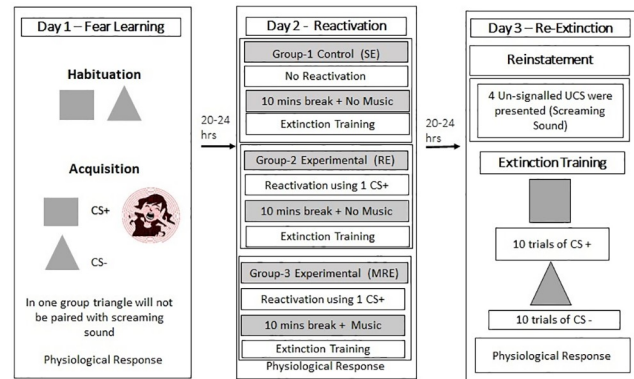 Day 1 – Fear Learning
Habituation
Acquisition
CS+
CS-
In one group triangle will not
be paired with screaming
sound
Physiological Response
20-24
hrs
Day 2 - Reactivation
Group-1 Control (SE)
No Reactivation
10 mins break + No Music
Extinction Training
Group-2 Experimental (RE)
Reactivation using 1 CS+
10 mins break + No Music
Extinction Training
Group-3 Experimental (MRE)
Reactivation using 1 CS+
10 mins break + Music
Extinction Training
Physiological Response
20-24
hrs
Day 3 – Re-Extinction
Reinstatement
4 Un-signalled UCS were
presented (Screaming
Sound)
Extinction Training
10 trials of CS +
10 trials of CS -
Physiological Response